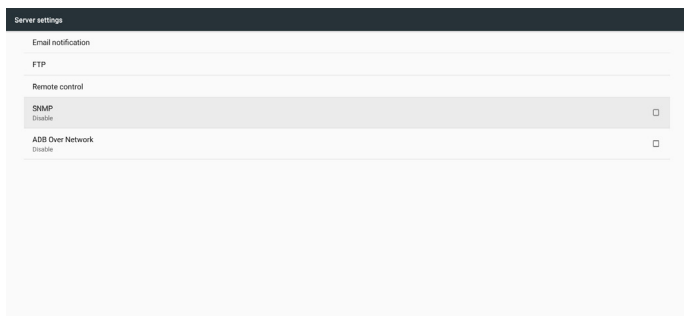 Server settings
Email notification
FTP
Remote control
SNMP
Disable
ADB Over Network
Disable